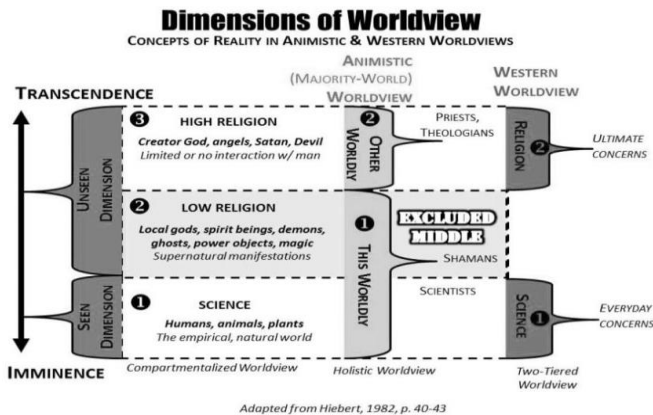 Dimensions of Worldview
CONCEPTS OF REALITY IN ANIMISTIC & WESTERN WORLDVIEWS
ANIMISTIC
(MAJORITY-WORLD)
WORLDVIEW
WESTERN
WORLDVIEW
TRANSCENDENCE
UNSEEN
DIMENSION
3
HIGH RELIGION
Creator God, angels, Satan, Devil
Limited or no interaction w/ man
2
OTHER
WORLDLY
PRIESTS,
THEOLOGIANS
RELIGION
2
ULTIMATE
CONCERNS
2
LOW RELIGION
Local gods, spirit beings, demons,
ghosts, power objects, magic
Supernatural manifestations
1
THIS WORLDLY
EXCLUDED
MIDDLE
SHAMANS
SEEN
DIMENSION
1
SCIENCE
Humans, animals, plants
The empirical, natural world
SCIENTISTS
SCIENCE
1
EVERYDAY
CONCERNS
IMMINENCE
Compartmentalized Worldview
Holistic Worldview
Two-Tiered
Worldview
Adapted from Hiebert, 1982, p. 40-43